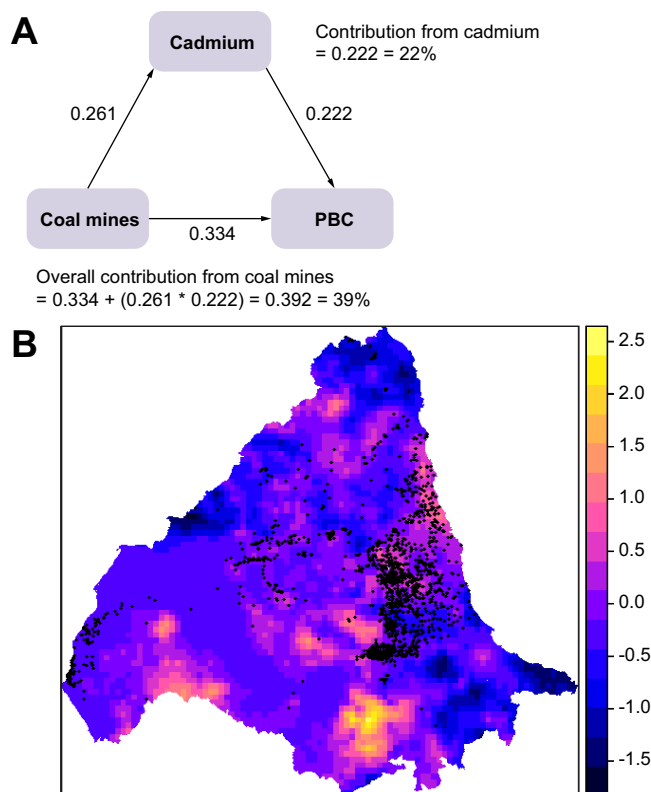 A
Cadmium
Contribution from cadmium
= 0.222 = 22%
0.261
0.222
Coal mines
PBC
0.334
Overall contribution from coal mines
= 0.334 + (0.261 * 0.222) = 0.392 = 39%
B
2.5
2.0
1.5
1.0
0.5
0.0
-0.5
-1.0
-1.5